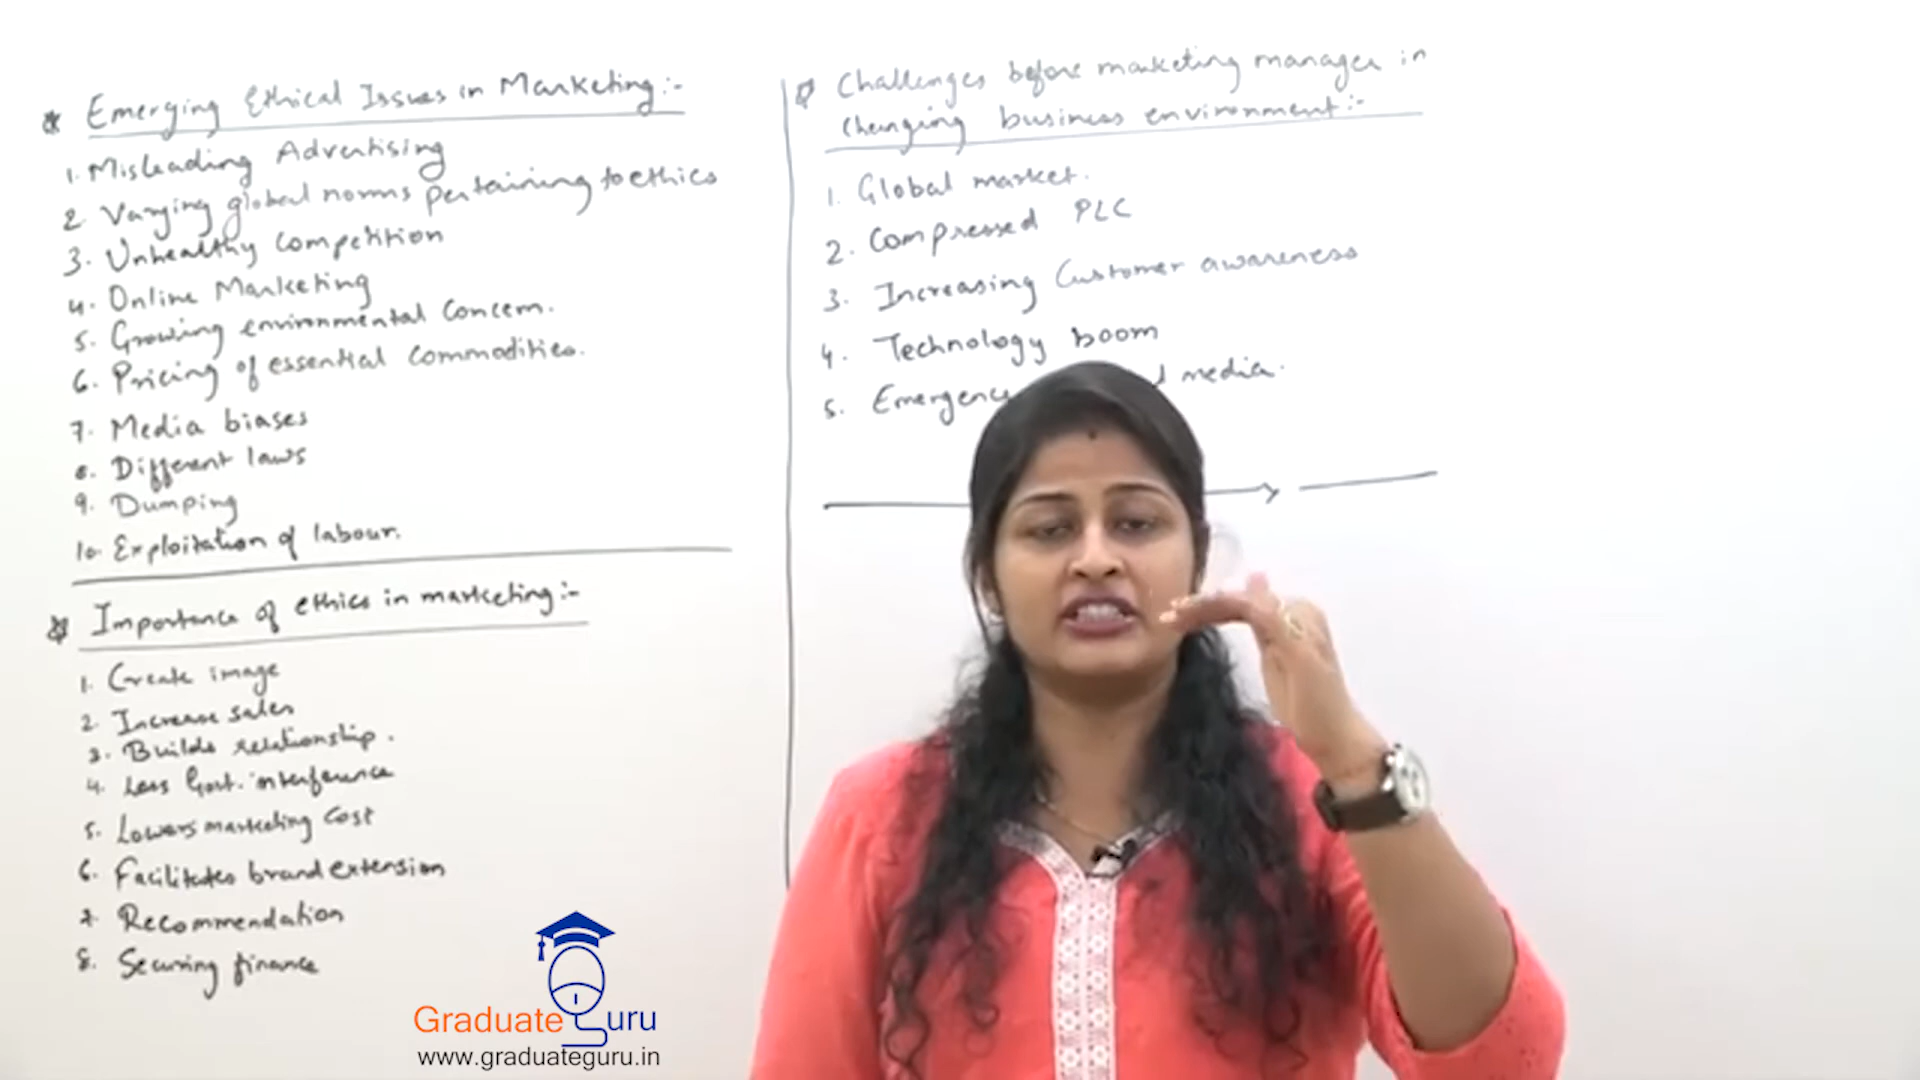 Emerging Ethical Issues in Marketing:-
1. Misleading Advertising
2. Varying global norms pertaining to ethics
3. Unhealthy Competition
4. Online Marketing
5. Growing environmental Concern.
6. Pricing of essential Commodities.
7. Media biases
8. Different laws
9. Dumping
10. Exploitation of labour.
Importance of ethics in marketing:-
1. Create image
2. Increase sales
3. Builds relationship.
4. Less Govt. interference
5. Lowers marketing Cost
6. Facilitates brand extension
7. Recommendation
8. Securing finance
Challenges before marketing manager in
changing business environment:-
1. Global market.
2. Compressed PLC
3. Increasing Customer awareness
4. Technology boom
5. Emergence media.
Graduate Guru
www.graduateguru.in